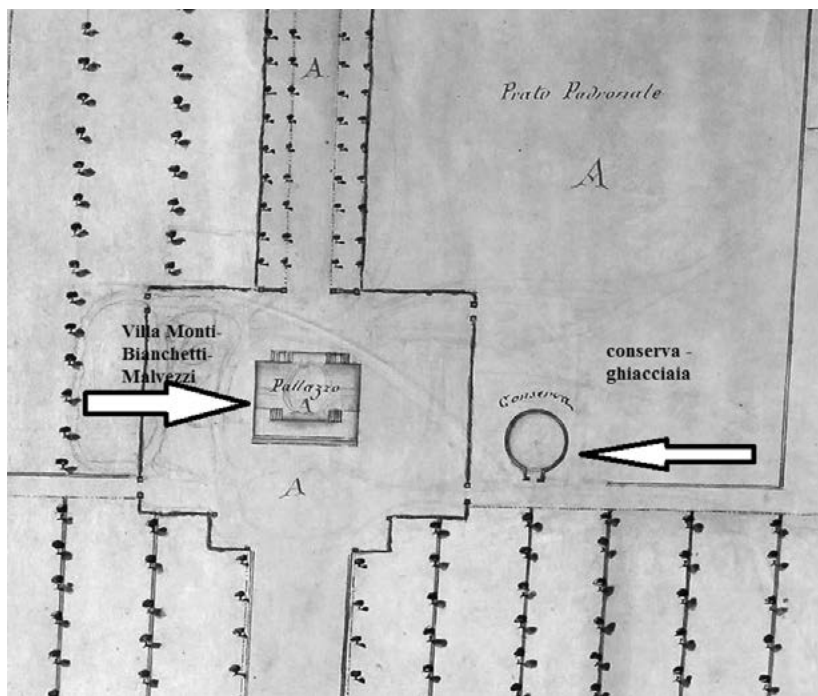 A
Prato Padronale
A
Villa Monti-
Bianchetti-
Malvezzi
conserva -
ghiacciaia
Pallazzo
A
Conserva
A